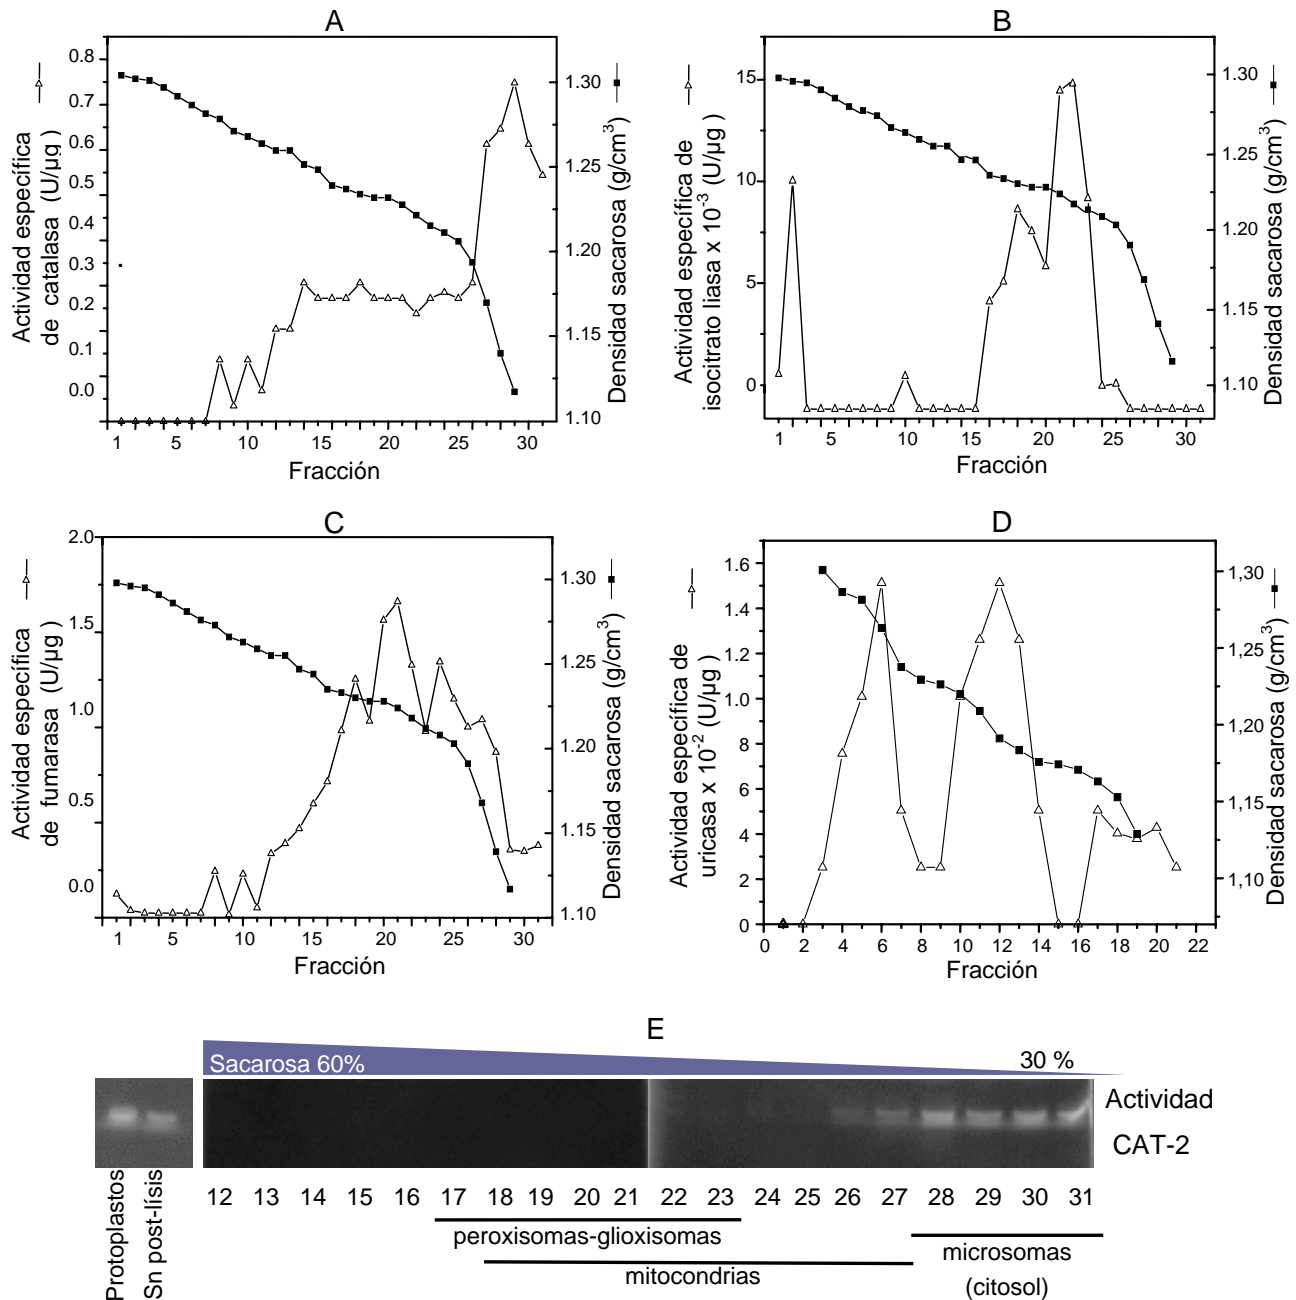 A
Actividad específica
de catalasa (U/µg)
0.8
0.7
0.6
0.5
0.4
0.3
0.2
0.1
0.0
1.30
1.20
1.10
Densidad sacarosa (g/cm³)
1 5 10 15 20 25 30
Fracción
B
Actividad específica de
isocitrato liasa x 10⁻³ (U/µg)
15
10
5
0
1.30
1.25
1.20
1.15
1.10
Densidad sacarosa (g/cm³)
1 5 10 15 20 25 30
Fracción
C
Actividad específica
de fumarasa (U/µg)
2.0
1.5
1.0
0.5
0.0
1.30
1.25
1.20
1.15
1.10
Densidad sacarosa (g/cm³)
1 5 10 15 20 25 30
Fracción
D
Actividad específica de
uricasa x 10⁻² (U/µg)
1.6
1.4
1.2
1.0
8
6
4
2
0
1,30
1,25
1,20
1,15
1,10
Densidad sacarosa (g/cm³)
0 2 4 6 8 10 12 14 16 18 20 22
Fracción
E
Sacarosa 60% 30 %
Actividad
CAT-2
Protoplastos
Sn post-lísis
12 13 14 15 16 17 18 19 20 21 22 23 24 25 26 27 28 29 30 31
peroxisomas-glioxisomas
mitocondrias
microsomas
(citosol)